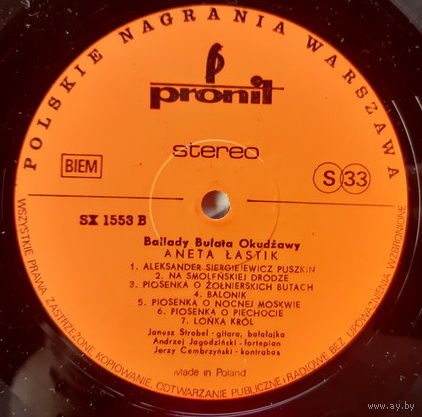 POLSKIE NAGRANIA WARSZAWA
pronit
stereo
BIEM
S 33
SX 1553 B
Ballady Bułata Okudżawy
ANETA ŁASTIK
1. ALEKSANDER SIERGIEJEWICZ PUSZKIN
2. NA SMOLEŃSKIEJ DRODZE
3. PIOSENKA O ŻOŁNIERSKICH BUTACH
4. BALONIK
5. PIOSENKA O NOCNEJ MOSKWIE
6. PIOSENKA O PIECHOCIE
7. LOŃKA KRÓL
Janusz Strobel - gitara, bałałajka
Andrzej Jagodziński - fortepian
Jerzy Cembrzyński - kontrabas
Made in Poland
WSZYSTKIE PRAWA ZASTRZEŻONE. KOPIOWANIE, ODTWARZANIE PUBLICZNE I RADIOWE BEZ UPOWAŻNIENIA WZBRONIONE
www.ay.by